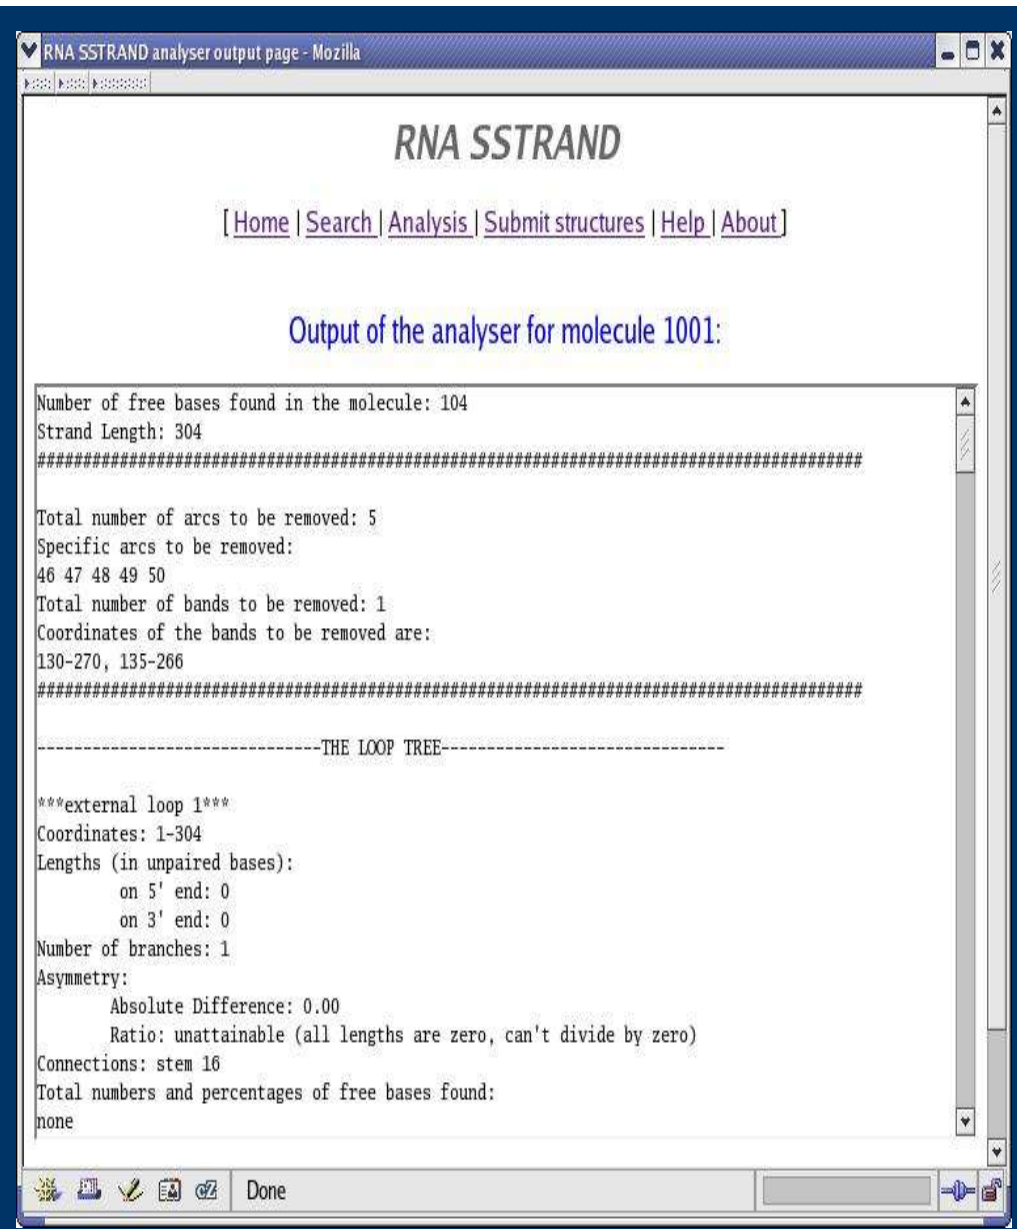 RNA SSTRAND analyser output page - Mozilla
RNA SSTRAND
[ Home | Search | Analysis | Submit structures | Help | About ]
Output of the analyser for molecule 1001:
Number of free bases found in the molecule: 104
Strand Length: 304
##########################################################################################
Total number of arcs to be removed: 5
Specific arcs to be removed:
46 47 48 49 50
Total number of bands to be removed: 1
Coordinates of the bands to be removed are:
130-270, 135-266
##########################################################################################
-------------------------------THE LOOP TREE-------------------------------
***external loop 1***
Coordinates: 1-304
Lengths (in unpaired bases):
on 5' end: 0
on 3' end: 0
Number of branches: 1
Asymmetry:
Absolute Difference: 0.00
Ratio: unattainable (all lengths are zero, can't divide by zero)
Connections: stem 16
Total numbers and percentages of free bases found:
none
Done